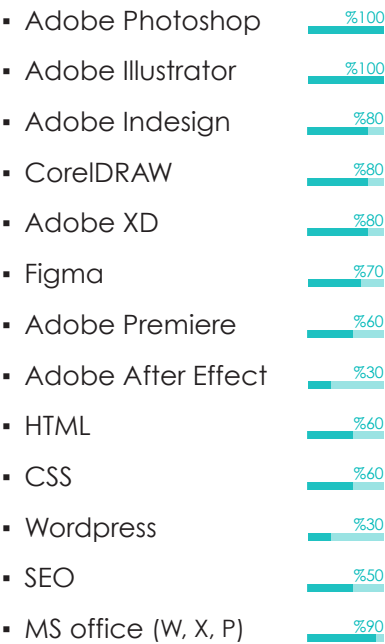 ▪ Adobe Photoshop %100
▪ Adobe Illustrator %100
▪ Adobe Indesign %80
▪ CorelDRAW %80
▪ Adobe XD %80
▪ Figma %70
▪ Adobe Premiere %60
▪ Adobe After Effect %30
▪ HTML %60
▪ CSS %60
▪ Wordpress %30
▪ SEO %50
▪ MS office (W, X, P) %90